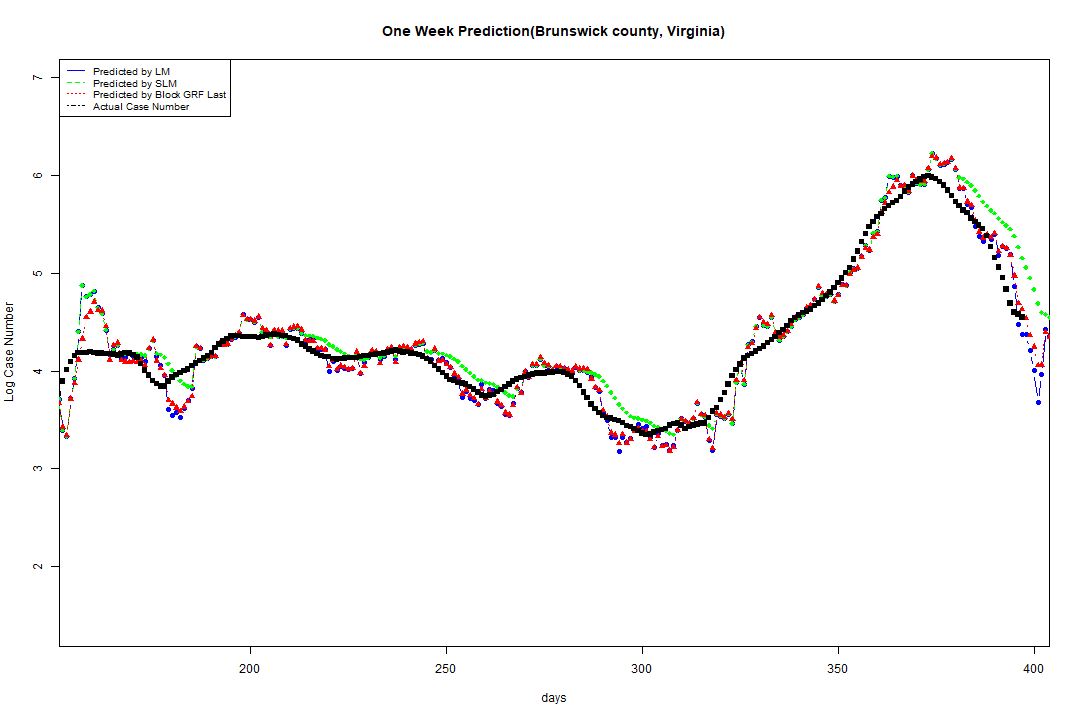 One Week Prediction(Brunswick county, Virginia)
Predicted by LM
Predicted by SLM
Predicted by Block GRF Last
Actual Case Number
7
6
5
4
3
2
Log Case Number
200
250
300
350
400
days